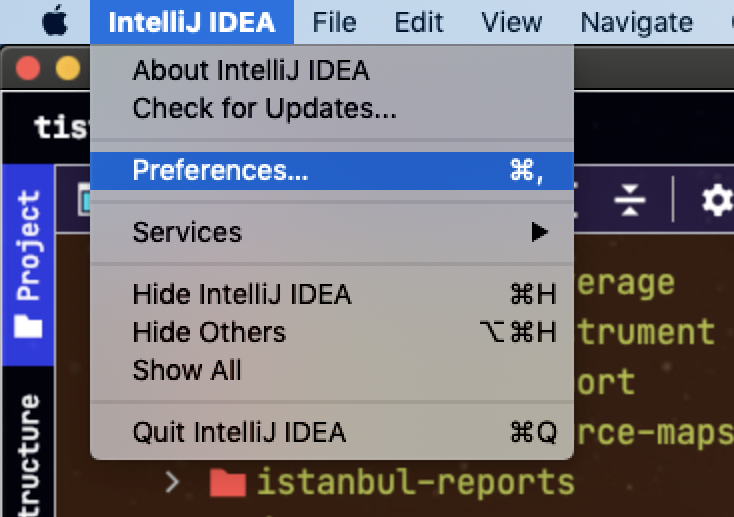 IntelliJ IDEA File Edit View Navigate
About IntelliJ IDEA
Check for Updates...
Preferences... ⌘,
Services ▶
Hide IntelliJ IDEA ⌘H
Hide Others ⌥⌘H
Show All
Quit IntelliJ IDEA ⌘Q
tis
Project
tructure
erage
trument
ort
rce-maps
istanbul-reports